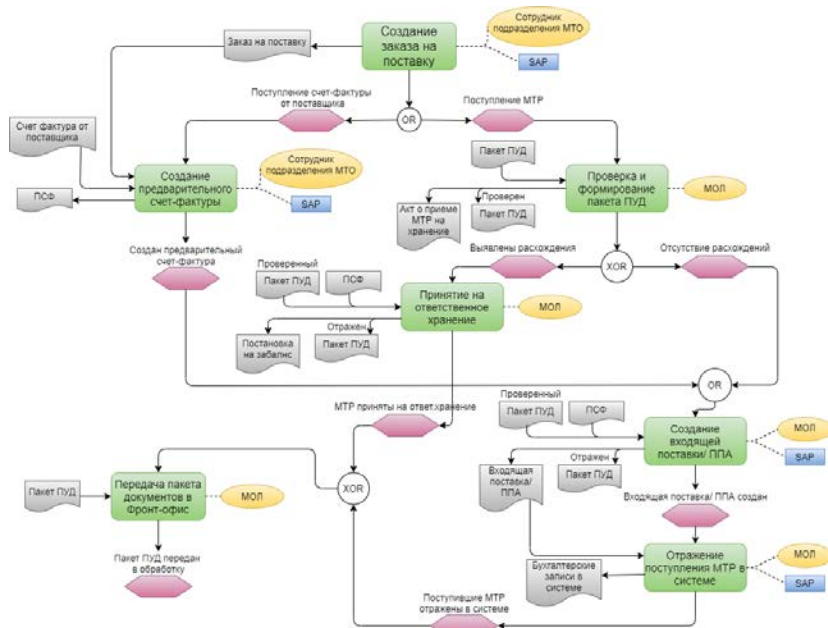 Создание
заказа на
поставку
Сотрудник
подразделения МТО
SAP
Заказ на поставку
Поступление счет-фактуры
от поставщика
OR
Поступление МТР
Счет фактура от
поставщика
ПСФ
Создание
предварительного
счет-фактуры
Сотрудник
подразделения МТО
SAP
Пакет ПУД
Проверка и
формирование
пакета ПУД
МОЛ
Акт о приеме
МТР на
хранение
Проверен
Пакет ПУД
Создан предварительный
счет-фактура
Выявлены расхождения
XOR
Отсутствие расхождений
Проверенный
Пакет ПУД
ПСФ
Принятие на
ответственное
хранение
МОЛ
Постановка
на забалнс
Отражен
Пакет ПУД
OR
МТР приняты на ответ.хранение
Проверенный
Пакет ПУД
ПСФ
Создание
входящей
поставки/ ППА
МОЛ
SAP
Входящая
поставка/
ППА
Отражен
Пакет ПУД
XOR
Пакет ПУД
Передача пакета
документов в
Фронт-офис
МОЛ
Входящая поставка/ ППА создан
Пакет ПУД передан
в обработку
Отражение
поступления МТР в
системе
МОЛ
SAP
Бухгалтерские
записи в
системе
Поступившие МТР
отражены в системе